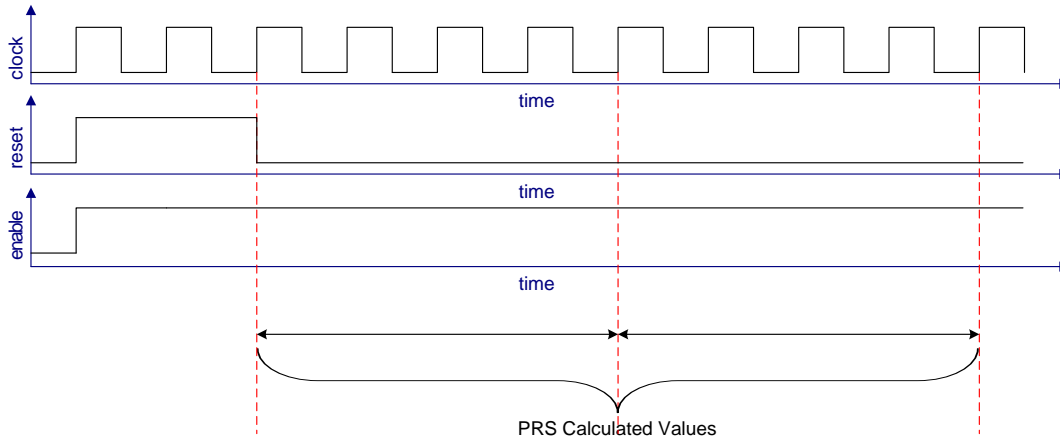 clock
time
reset
time
enable
time
PRS Calculated Values